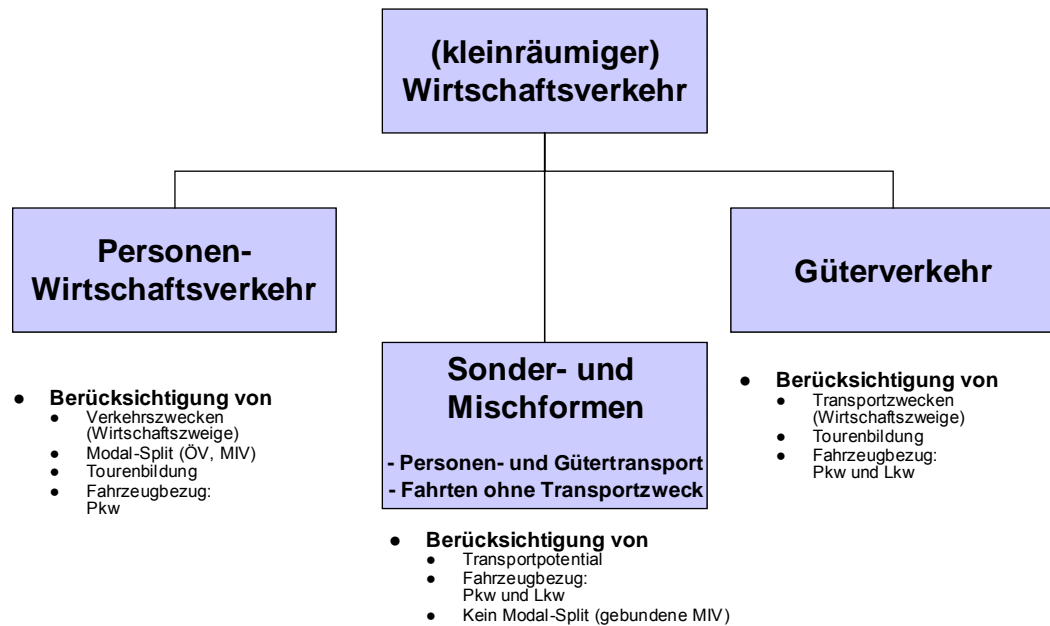 (kleinräumiger)
Wirtschaftsverkehr
Personen-
Wirtschaftsverkehr
● Berücksichtigung von
● Verkehrszwecken
(Wirtschaftszweige)
● Modal-Split (ÖV, MIV)
● Tourenbildung
● Fahrzeugbezug:
Pkw
Sonder- und
Mischformen
- Personen- und Gütertransport
- Fahrten ohne Transportzweck
● Berücksichtigung von
● Transportpotential
● Fahrzeugbezug:
Pkw und Lkw
● Kein Modal-Split (gebundene MIV)
Güterverkehr
● Berücksichtigung von
● Transportzwecken
(Wirtschaftszweige)
● Tourenbildung
● Fahrzeugbezug:
Pkw und Lkw